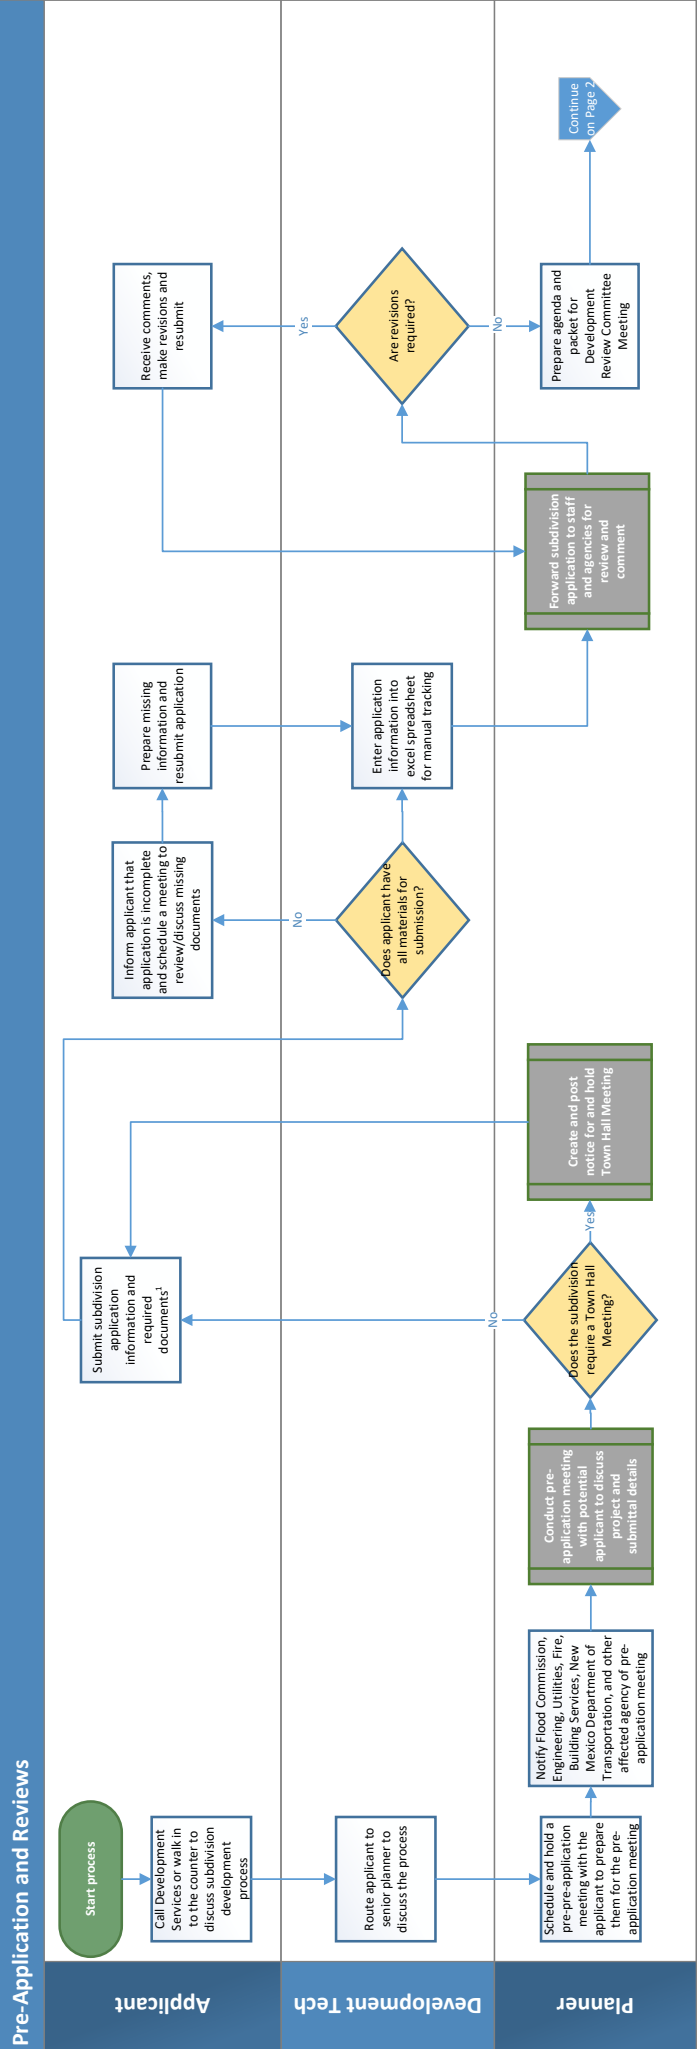 Pre-Application and Reviews
Applicant
Development Tech
Planner
Start process
Call Development
Services or walk in
to the counter to
discuss subdivision
development
process
Route applicant to
senior planner to
discuss the process
Schedule and hold a
pre-pre-application
meeting with the
applicant to prepare
them for the pre-
application meeting
Notify Flood Commission,
Engineering, Utilities, Fire,
Building Services, New
Mexico Department of
Transportation, and other
affected agency of pre-
application meeting
Conduct pre-
application meeting
with potential
applicant to discuss
project and
submittal details
Does the subdivision
require a Town Hall
Meeting?
Yes
No
Create and post
notice for and hold
Town Hall Meeting
Submit subdivision
application
information and
required
documents¹
Does applicant have
all materials for
submission?
No
Inform applicant that
application is incomplete
and schedule a meeting to
review/discuss missing
documents
Prepare missing
information and
resubmit application
Enter application
information into
excel spreadsheet
for manual tracking
Forward subdivision
application to staff
and agencies for
review and
comment
Are revisions
required?
Yes
No
Receive comments,
make revisions and
resubmit
Prepare agenda and
packet for
Development
Review Committee
Meeting
Continue
on Page 2